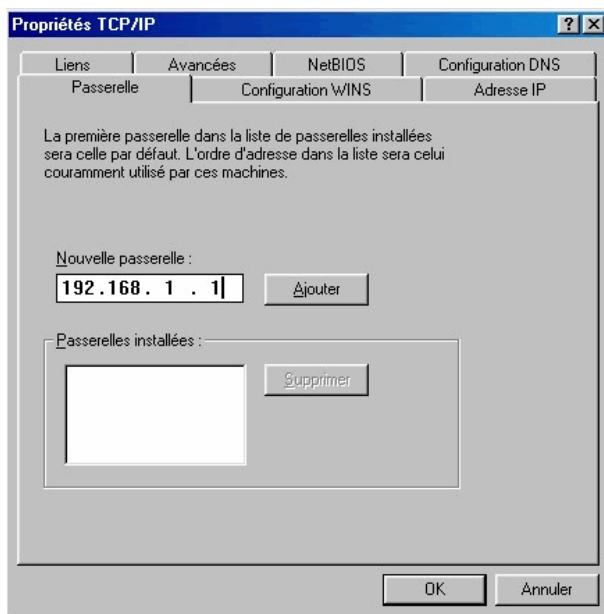 Propriétés TCP/IP
Liens Avancées NetBIOS Configuration DNS
Passerelle Configuration WINS Adresse IP
La première passerelle dans la liste de passerelles installées
sera celle par défaut. L'ordre d'adresse dans la liste sera celui
couramment utilisé par ces machines.
Nouvelle passerelle :
192.168. 1 . 1
Ajouter
Passerelles installées :
Supprimer
OK Annuler